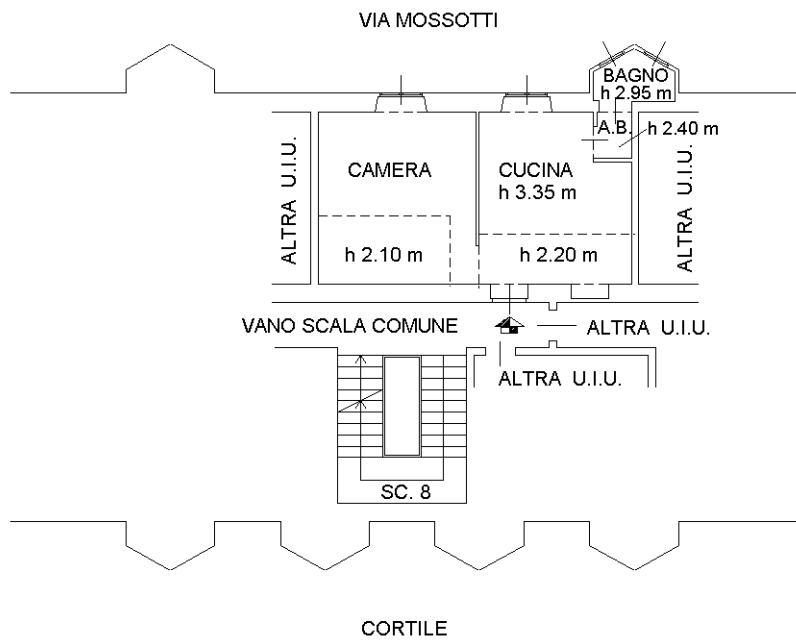 VIA MOSSOTTI
BAGNO
h 2.95 m
A.B.
h 2.40 m
ALTRA U.I.U.
CAMERA
CUCINA
h 3.35 m
ALTRA U.I.U.
h 2.10 m
h 2.20 m
VANO SCALA COMUNE
ALTRA U.I.U.
ALTRA U.I.U.
SC. 8
CORTILE